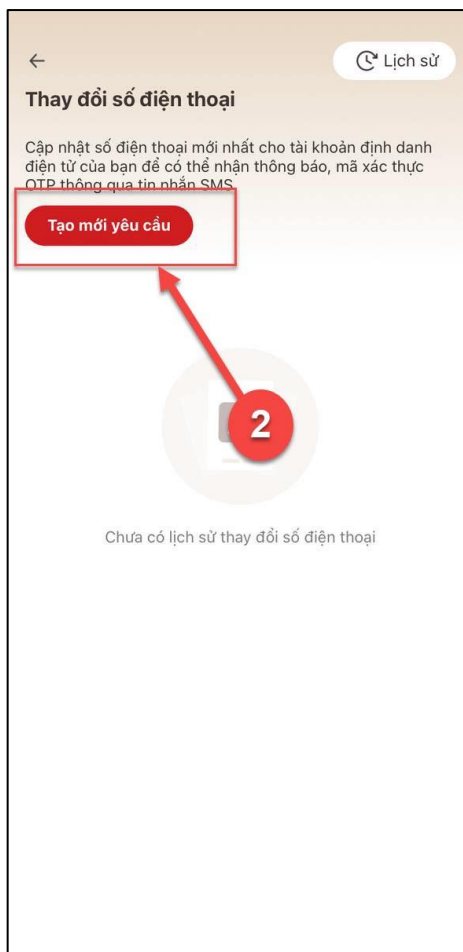 Lịch sử
Thay đổi số điện thoại
Cập nhật số điện thoại mới nhất cho tài khoản định danh
điện tử của bạn để có thể nhận thông báo, mã xác thực
OTP thông qua tin nhắn SMS
Tạo mới yêu cầu
2
Chưa có lịch sử thay đổi số điện thoại